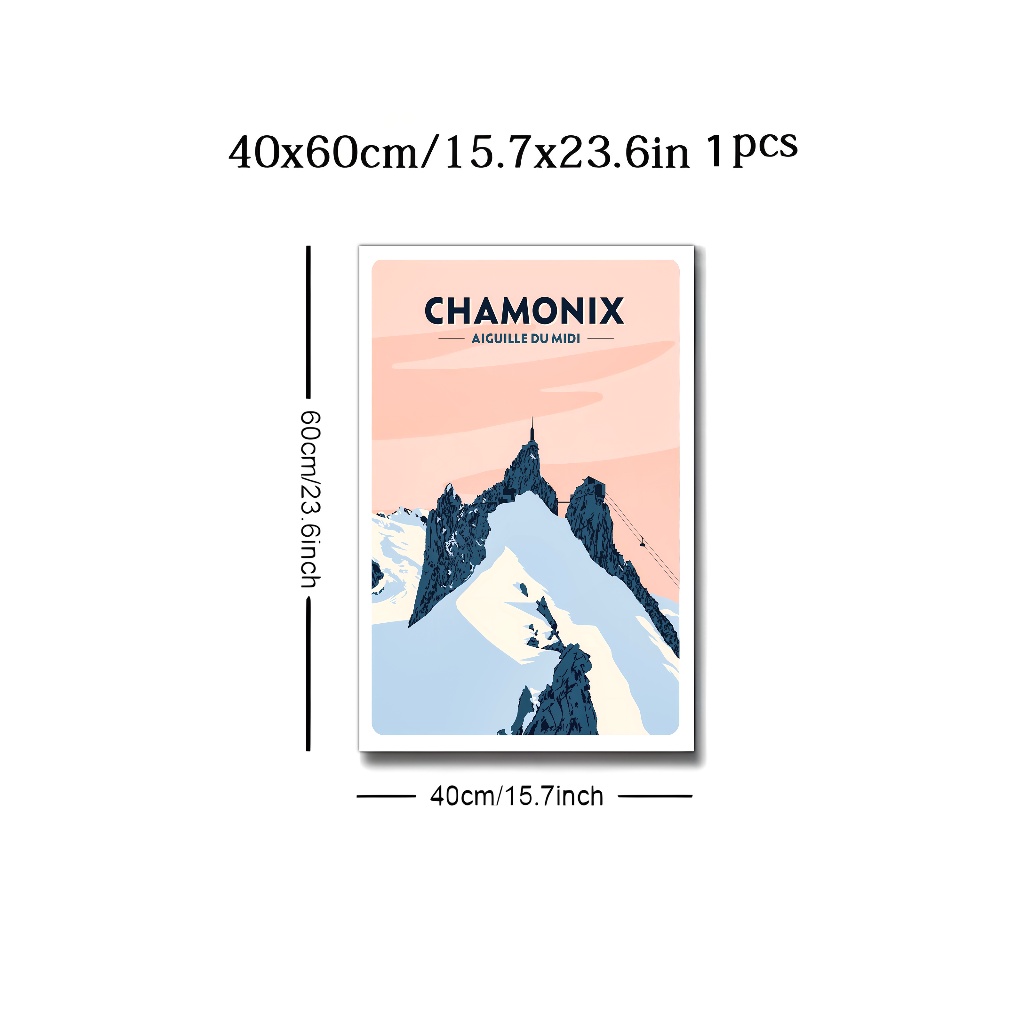 40x60cm/15.7x23.6in 1pcs
CHAMONIX
AIGUILLE DU MIDI
60cm/23.6inch
40cm/15.7inch